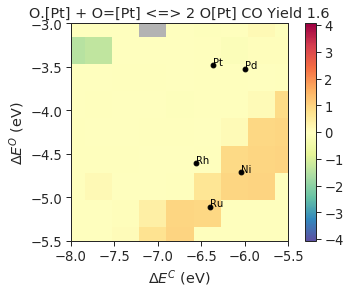 O.[Pt] + O=[Pt] <=> 2 O[Pt] CO Yield 1.6
−3.0
−3.5
−4.0
−4.5
−5.0
−5.5
ΔE^O (eV)
Pt
Pd
Rh
Ni
Ru
−8.0 −7.5 −7.0 −6.5 −6.0 −5.5
ΔE^C (eV)
4
3
2
1
0
−1
−2
−3
−4